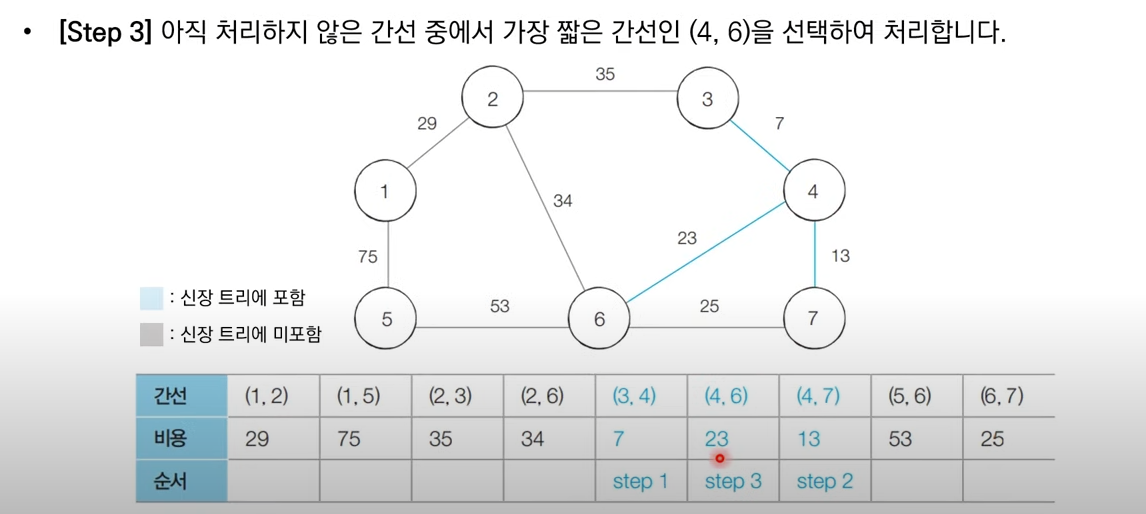 • [Step 3] 아직 처리하지 않은 간선 중에서 가장 짧은 간선인 (4, 6)을 선택하여 처리합니다.
35
2
3
29
7
1
4
34
23
75
13
: 신장 트리에 포함
53
25
5
6
7
: 신장 트리에 미포함
간선 (1, 2) (1, 5) (2, 3) (2, 6) (3, 4) (4, 6) (4, 7) (5, 6) (6, 7)
비용 29 75 35 34 7 23 13 53 25
순서 step 1 step 3 step 2